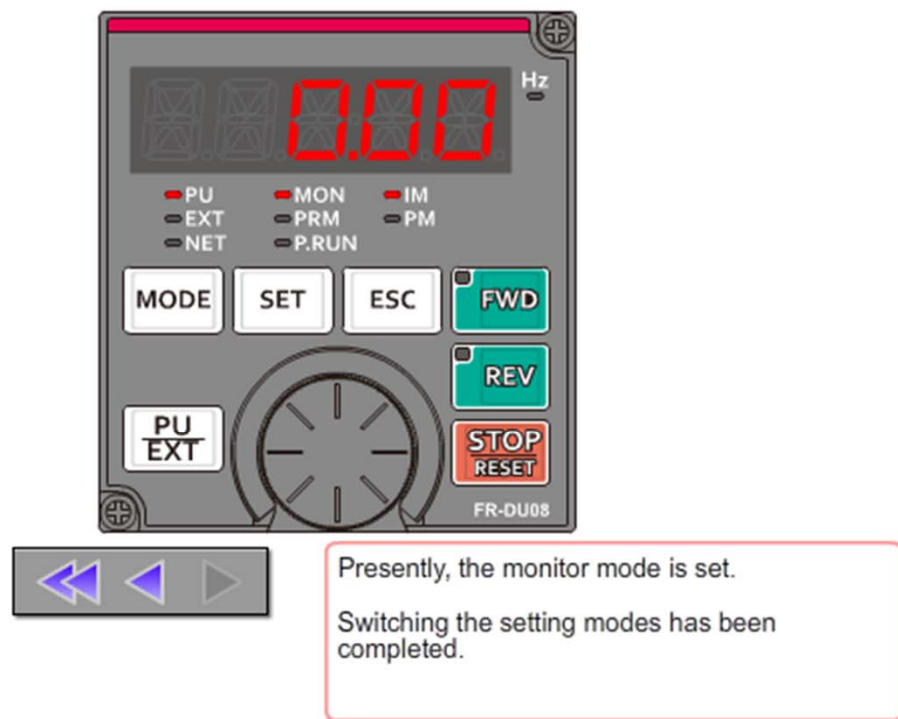 0.00
Hz
PU MON IM
EXT PRM PM
NET P.RUN
MODE SET ESC FWD
REV
PU
EXT
STOP
RESET
FR-DU08
Presently, the monitor mode is set.
Switching the setting modes has been
completed.